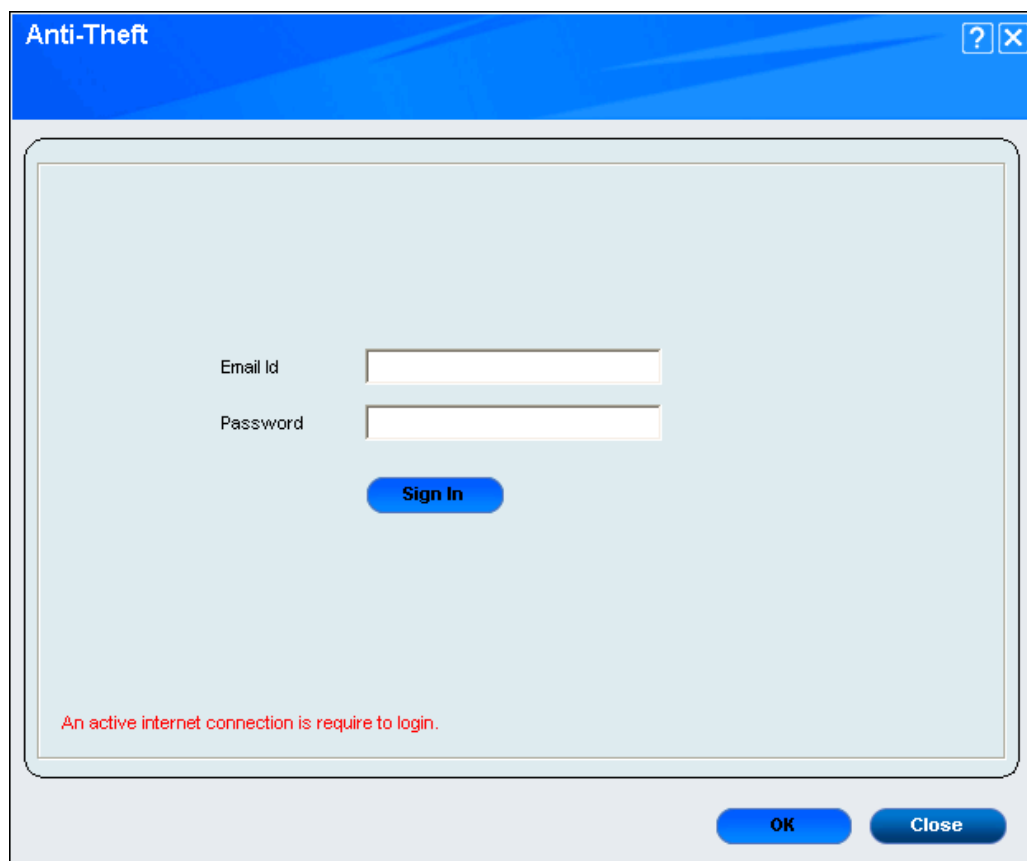 Anti-Theft
?
Email Id
Password
Sign In
An active internet connection is require to login.
OK
Close